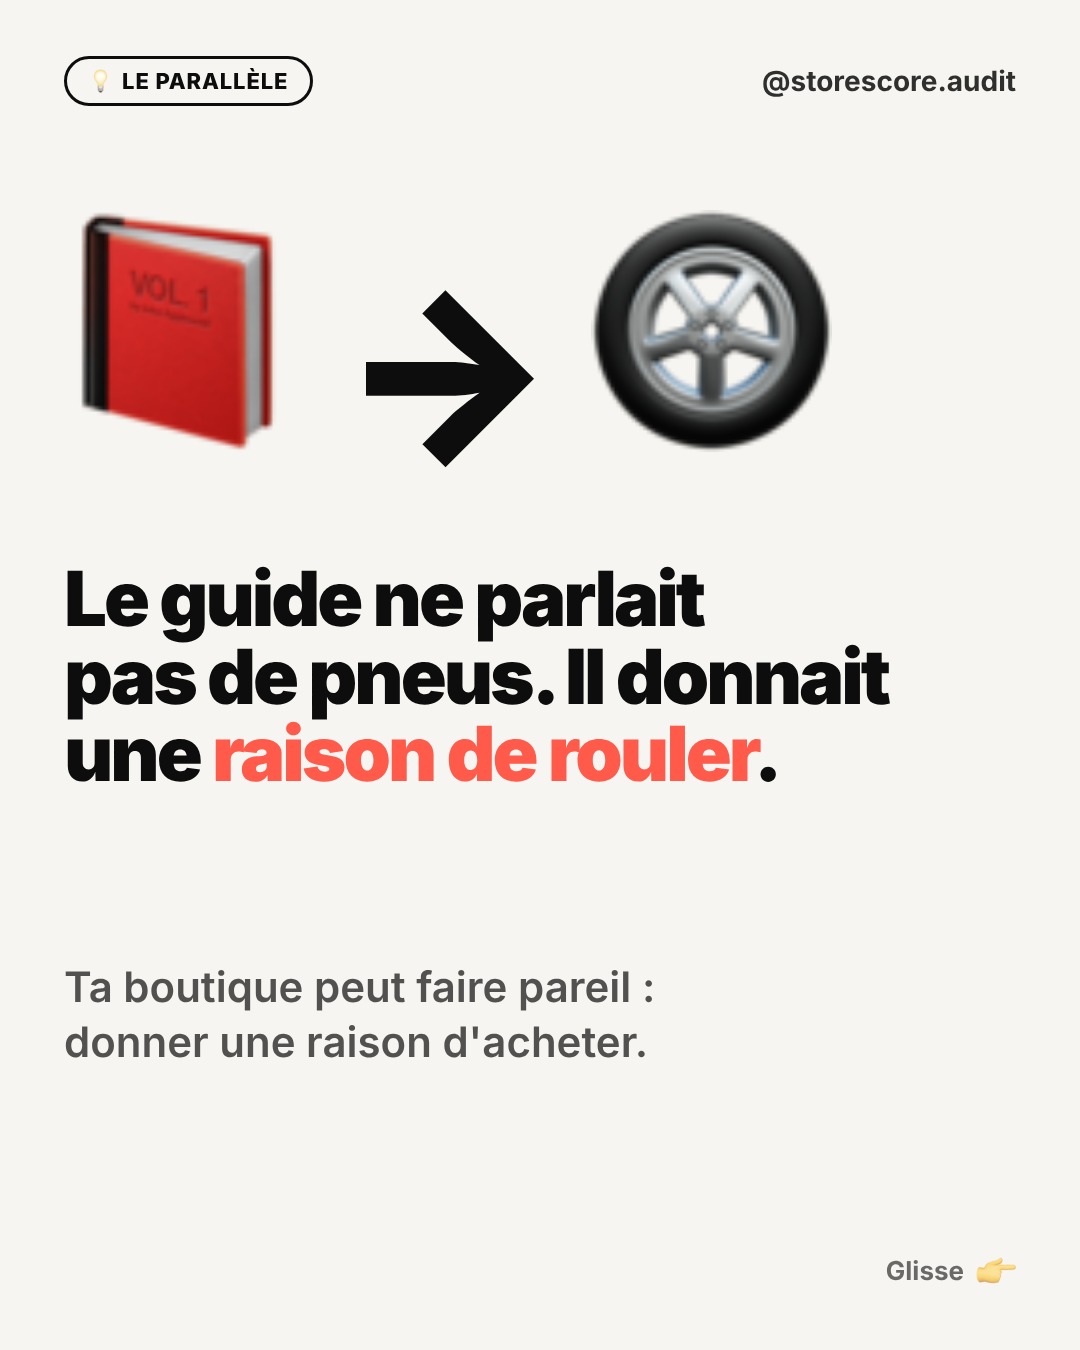 LE PARALLÈLE
@storescore.audit
VOL. 1
Le guide ne parlait
pas de pneus. Il donnait
une raison de rouler.
Ta boutique peut faire pareil :
donner une raison d'acheter.
Glisse